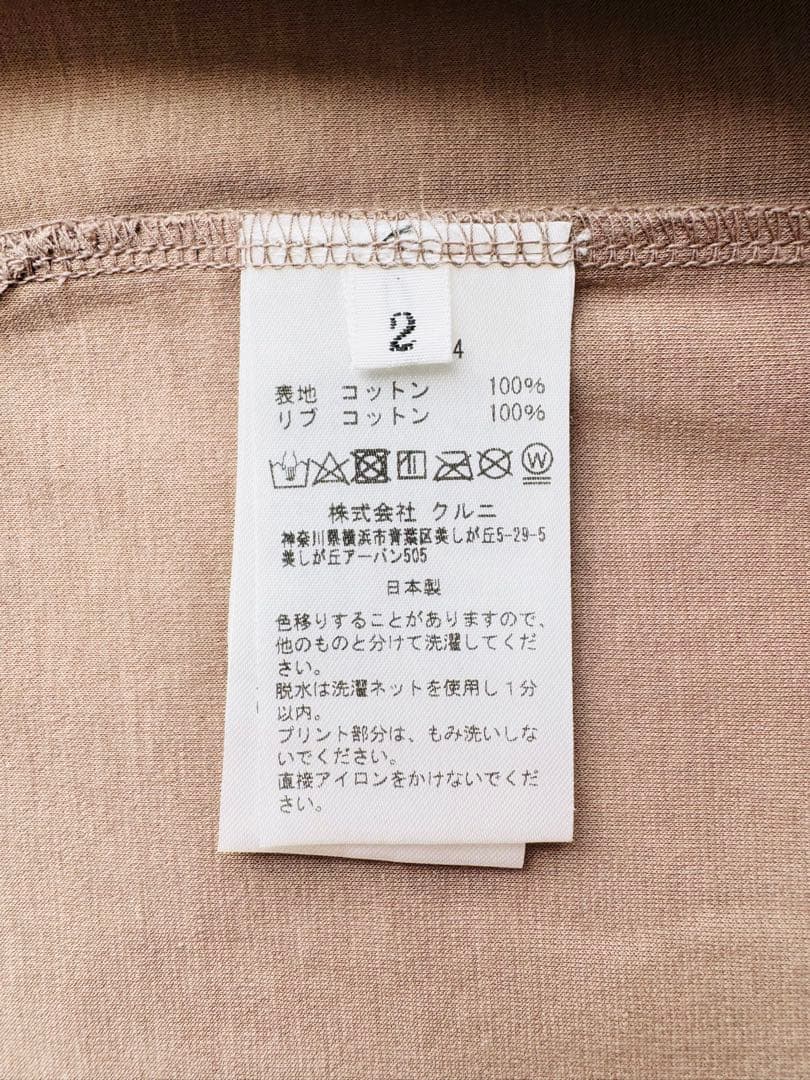 2
4
表地 コットン 100%
リブ コットン 100%
W
株式会社 クルニ
神奈川県横浜市青葉区美しが丘5-29-5
美しが丘アーバン505
日本製
色移りすることがありますので、
他のものと分けて洗濯してくだ
さい。
脱水は洗濯ネットを使用し1分
以内。
プリント部分は、もみ洗いしな
いでください。
直接アイロンをかけないでくだ
さい。